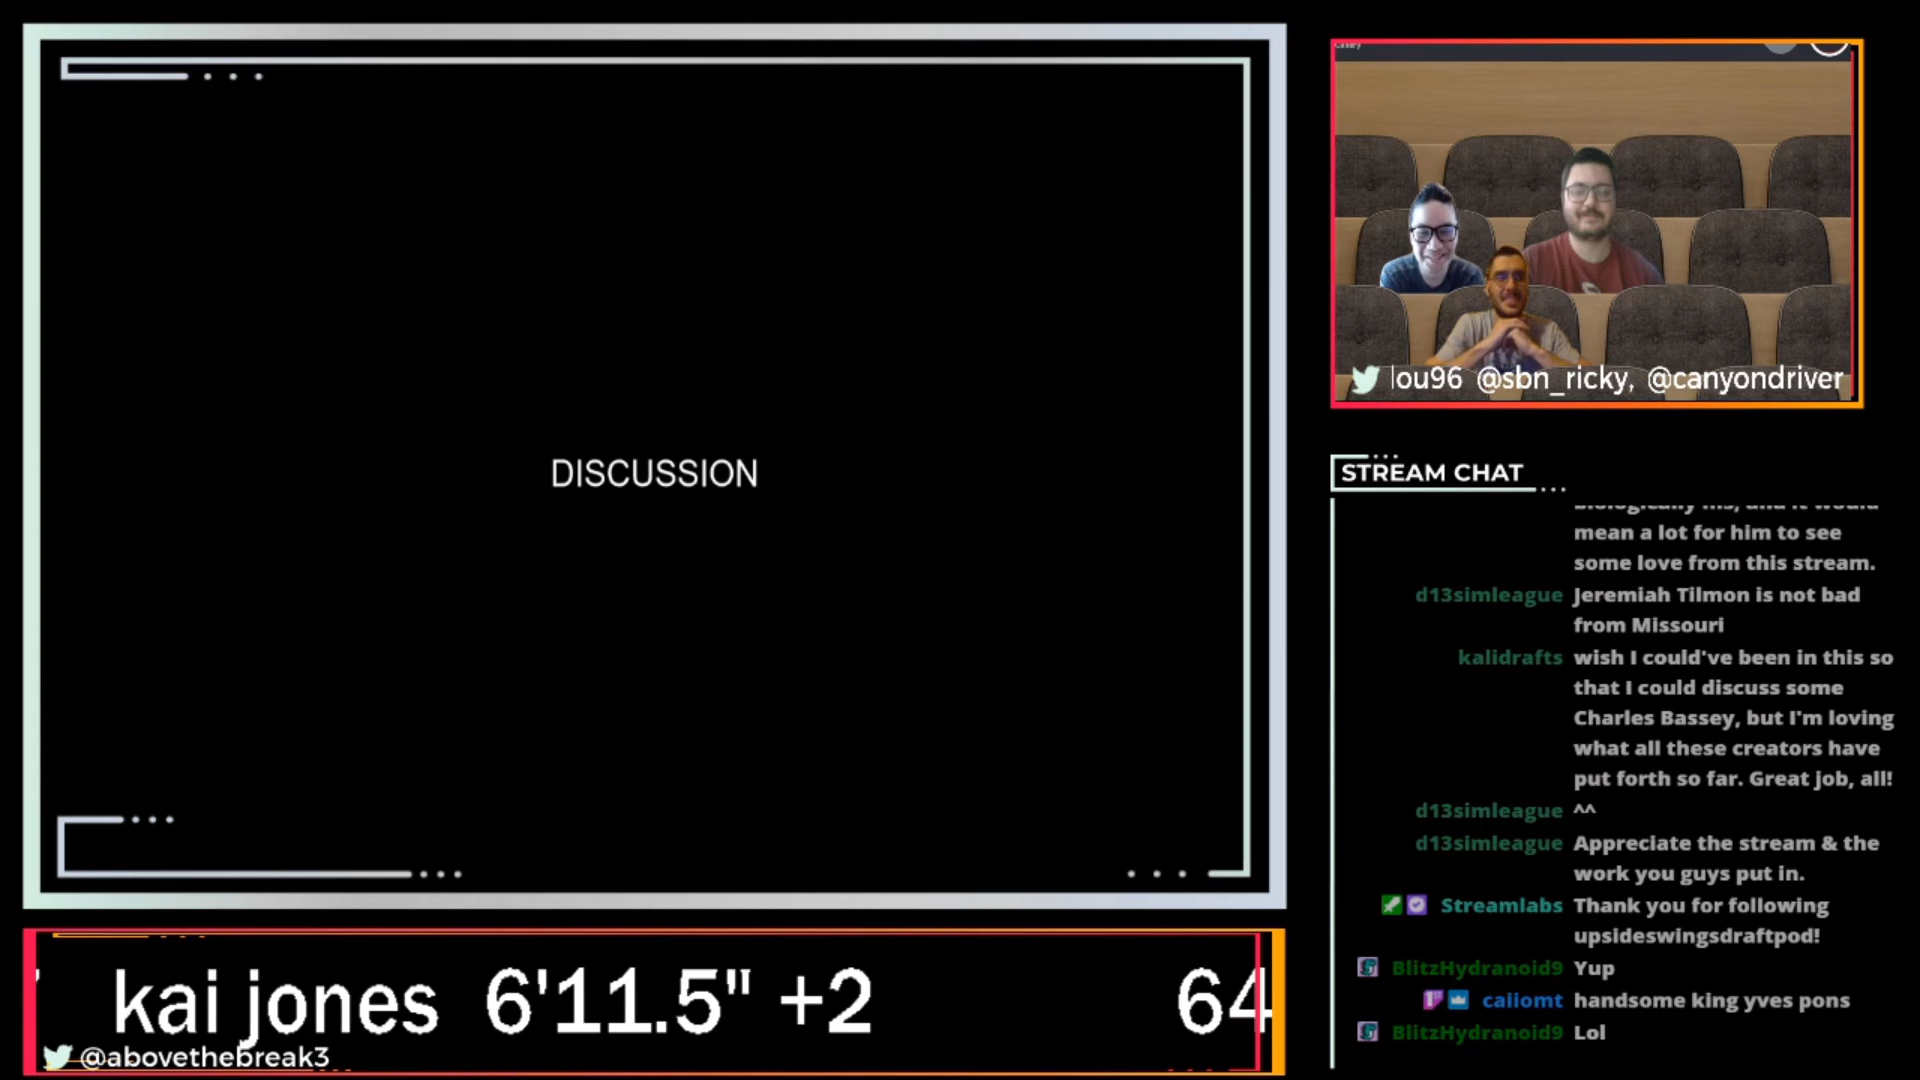 DISCUSSION
lou96 @sbn_ricky, @canyondriver
STREAM CHAT
mean a lot for him to see
some love from this stream.
d13simleague Jeremiah Tilmon is not bad
from Missouri
kalidrafts wish I could've been in this so
that I could discuss some
Charles Bassey, but I'm loving
what all these creators have
put forth so far. Great job, all!
d13simleague ^^
d13simleague Appreciate the stream & the
work you guys put in.
Streamlabs Thank you for following
upsideswingsdraftpod!
BlitzHydranoid9 Yup
caiiomt handsome king yves pons
BlitzHydranoid9 Lol
kai jones 6'11.5" +2 64
@abovethebreak3